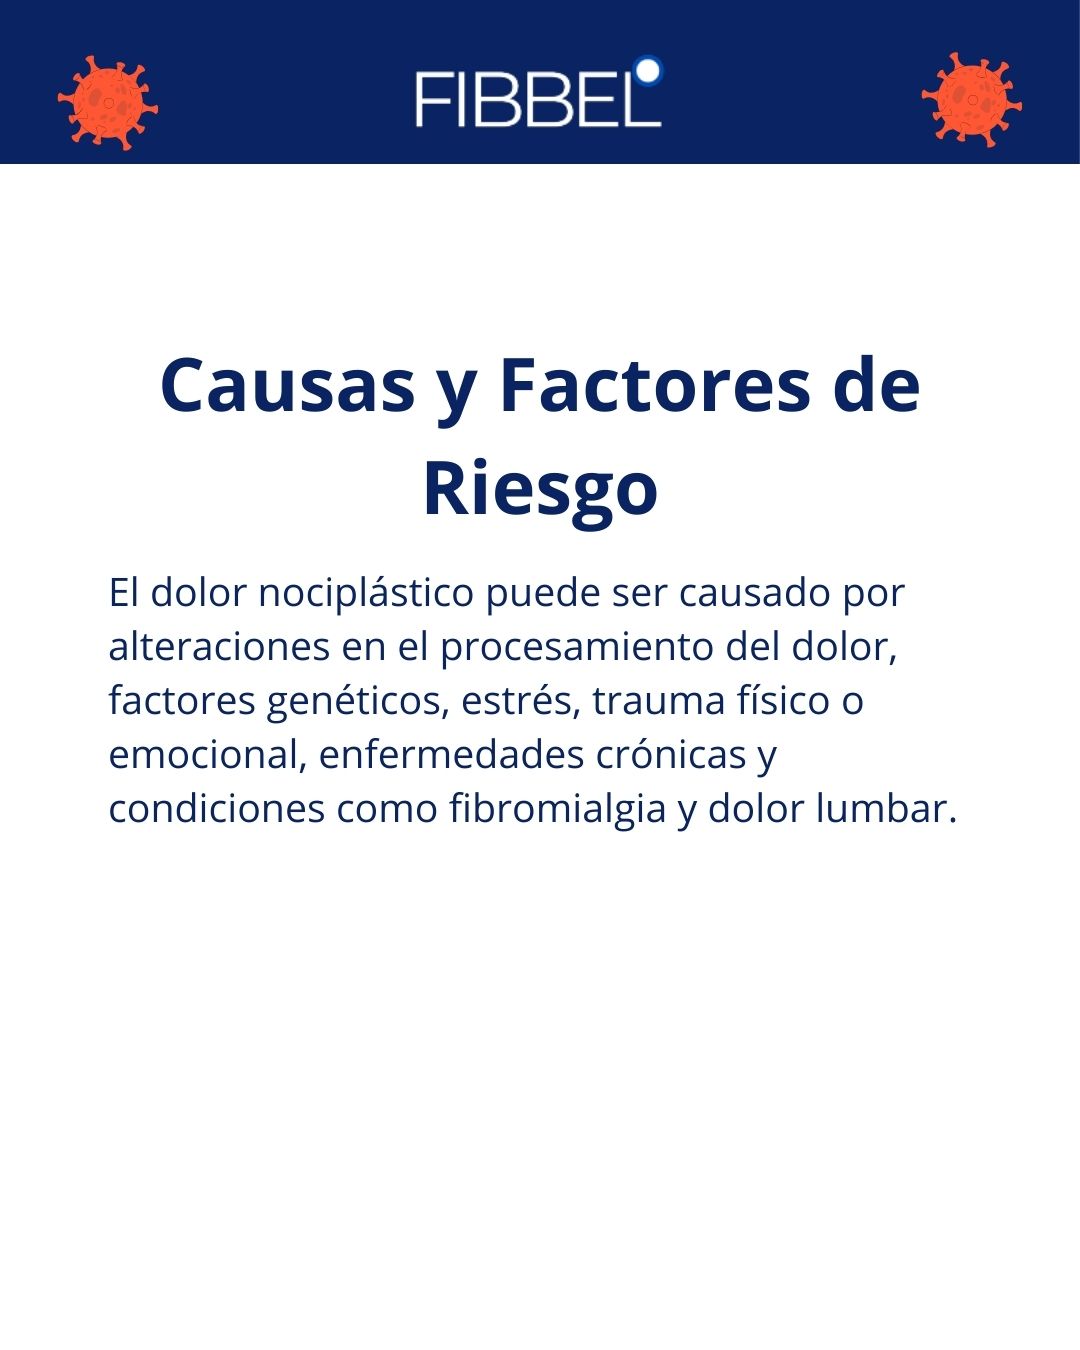 FIBBEL
Causas y Factores de
Riesgo
El dolor nociplástico puede ser causado por
alteraciones en el procesamiento del dolor,
factores genéticos, estrés, trauma físico o
emocional, enfermedades crónicas y
condiciones como fibromialgia y dolor lumbar.